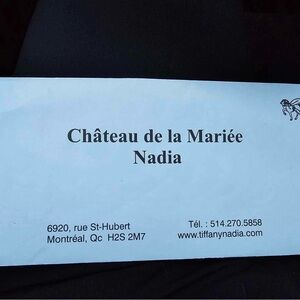 Château de la Mariée
Nadia
6920, rue St-Hubert
Montréal, Qc H2S 2M7
Tél. : 514.270.5858
www.tiffanynadia.com